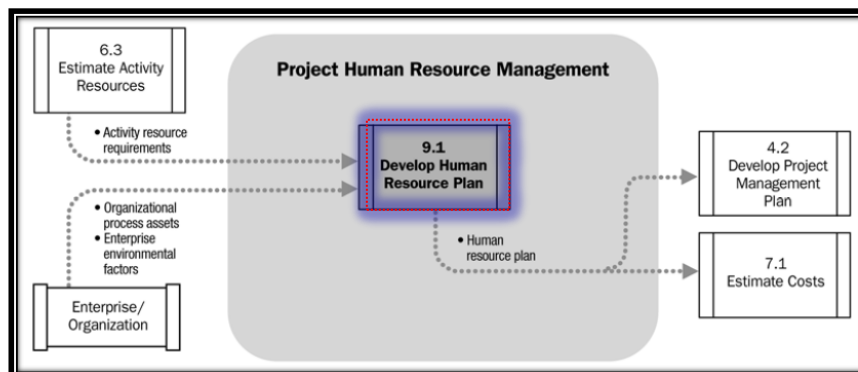 6.3
Estimate Activity
Resources
• Activity resource
requirements
• Organizational
process assets
• Enterprise
environmental
factors
Enterprise/
Organization
Project Human Resource Management
9.1
Develop Human
Resource Plan
• Human
resource plan
4.2
Develop Project
Management
Plan
7.1
Estimate Costs